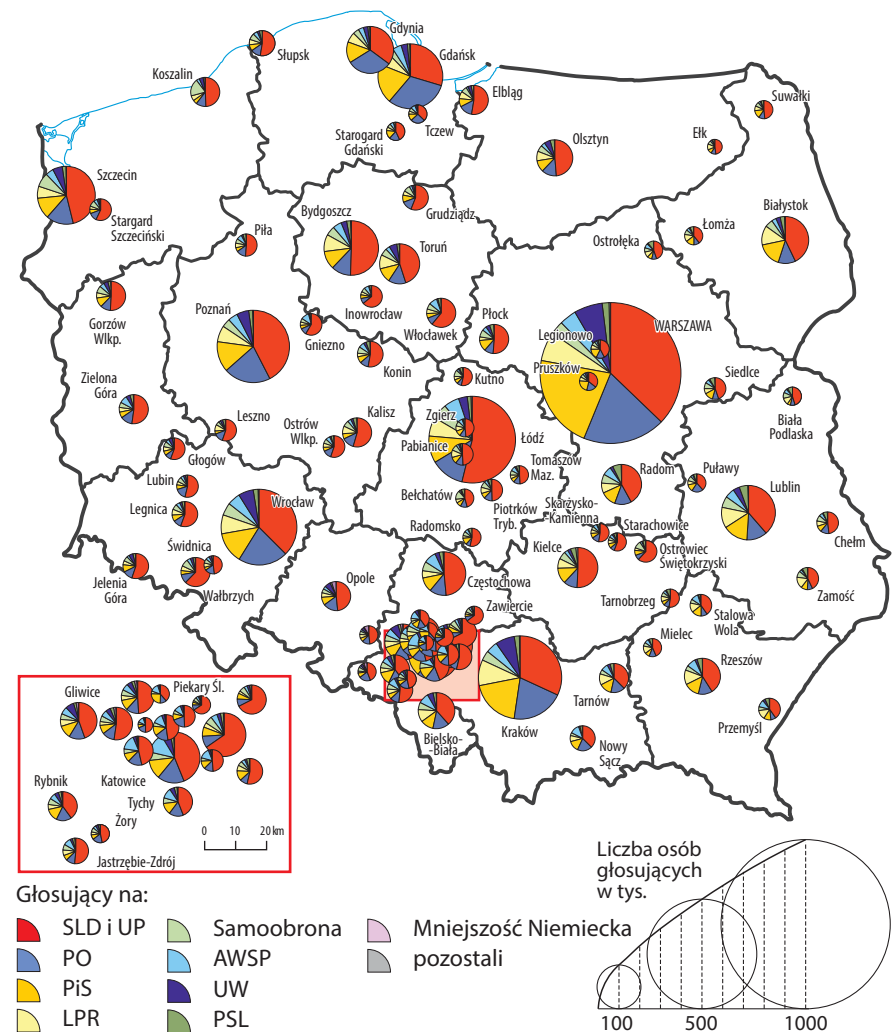 Gdynia
Gdańsk
Słupsk
Koszalin
Elbląg
Suwałki
Tczew
Starogard
Gdański
Olsztyn
Ełk
Szczecin
Stargard
Szczeciński
Bydgoszcz
Grudziądz
Białystok
Łomża
Ostrołęka
Piła
Toruń
Gorzów
Wlkp.
Poznań
Inowrocław
Gniezno
Włocławek
Płock
Legionowo
WARSZAWA
Pruszków
Siedlce
Zielona
Góra
Konin
Kutno
Biała
Podlaska
Leszno
Ostrów
Wlkp.
Kalisz
Zgierz
Pabianice
Łódź
Tomaszów
Maz.
Głogów
Lubin
Legnica
Wrocław
Bełchatów
Piotrków
Tryb.
Radom
Puławy
Lublin
Radomsko
Skarżysko-
-Kamienna
Starachowice
Chełm
Świdnica
Jelenia
Góra
Wałbrzych
Opole
Częstochowa
Kielce
Ostrowiec
Świętokrzyski
Zamość
Zawiercie
Tarnobrzeg
Stalowa
Wola
Mielec
Rzeszów
Kraków
Tarnów
Przemyśl
Bielsko-
-Biała
Nowy
Sącz
Gliwice
Piekary Śl.
Katowice
Rybnik
Tychy
Żory
Jastrzębie-Zdrój
0 10 20 km
Głosujący na:
SLD i UP
PO
PiS
LPR
Samoobrona
AWSP
UW
PSL
Mniejszość Niemiecka
pozostali
Liczba osób
głosujących
w tys.
100 500 1000